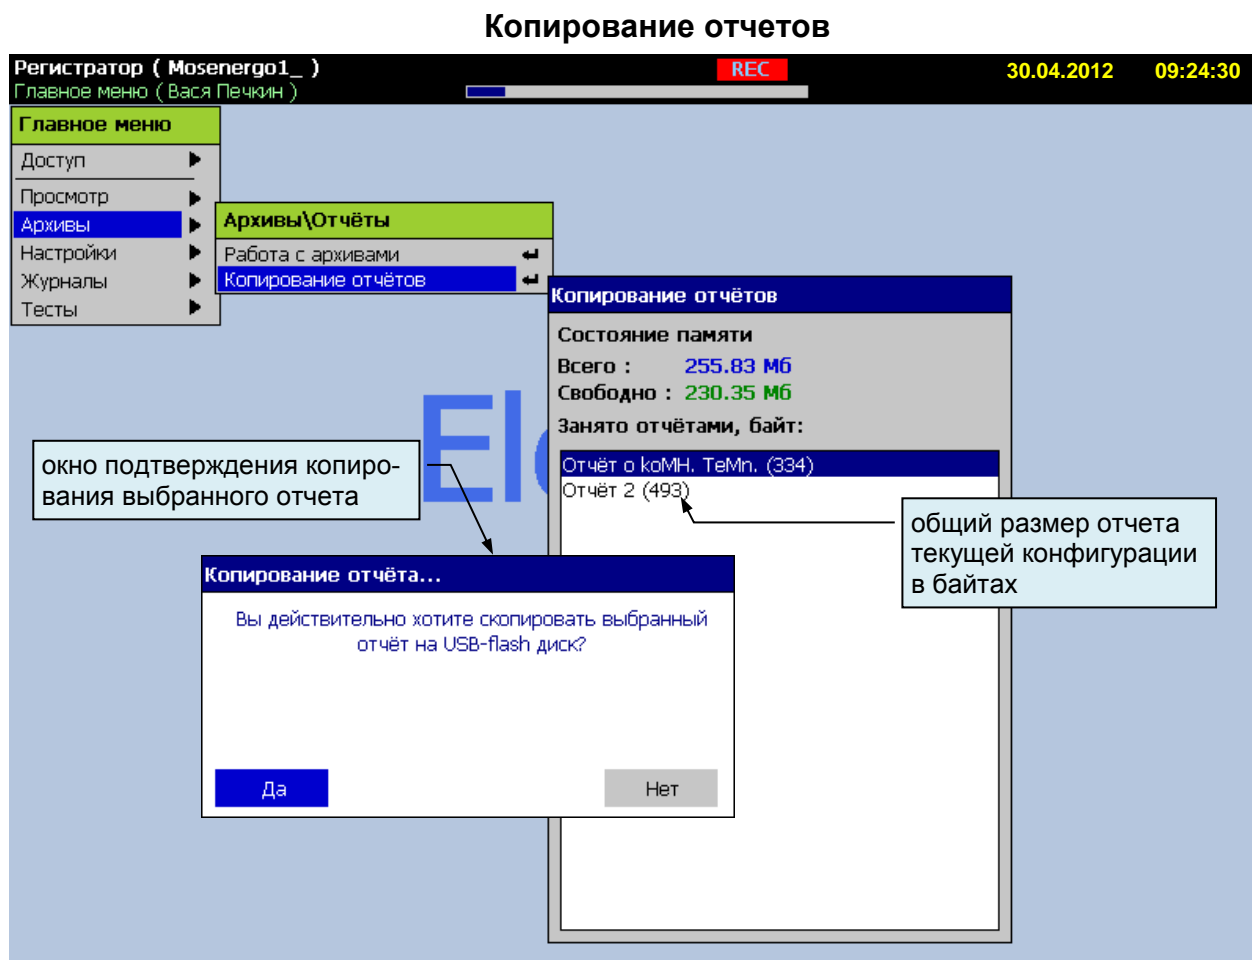 Копирование отчетов
Регистратор ( Mosenergo1_ )
REC
30.04.2012 09:24:30
Главное меню ( Вася Печкин )
Главное меню
Доступ
Просмотр
Архивы
Настройки
Журналы
Тесты
Архивы\Отчёты
Работа с архивами
Копирование отчётов
Копирование отчётов
Состояние памяти
Всего : 255.83 Мб
Свободно : 230.35 Мб
Занято отчётами, байт:
Отчёт о koMH. TeMn. (334)
Отчёт 2 (493)
El
окно подтверждения копиро-
вания выбранного отчета
общий размер отчета
текущей конфигурации
в байтах
Копирование отчёта...
Вы действительно хотите скопировать выбранный
отчёт на USB-flash диск?
Да
Нет